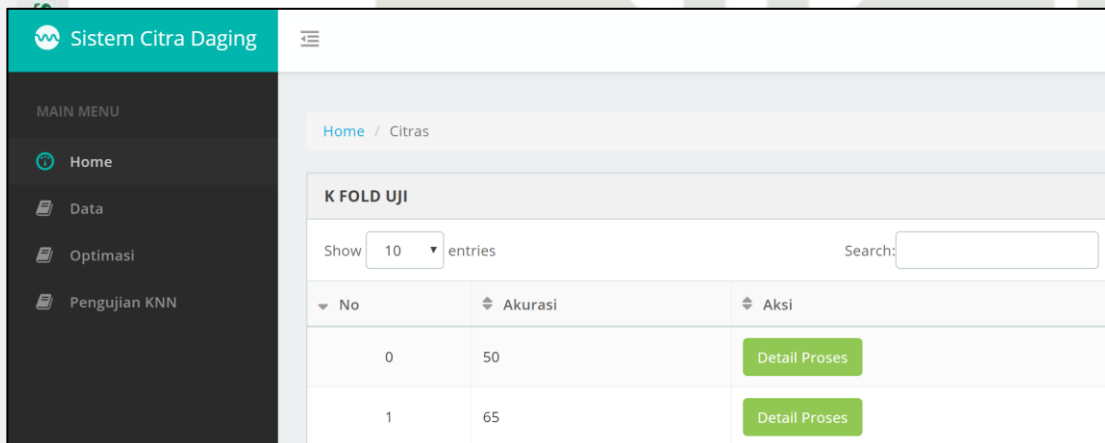 Sistem Citra Daging
MAIN MENU
Home
Data
Optimasi
Pengujian KNN
Home / Citras
K FOLD UJI
Show 10 entries
Search:
No Akurasi Aksi
0 50 Detail Proses
1 65 Detail Proses